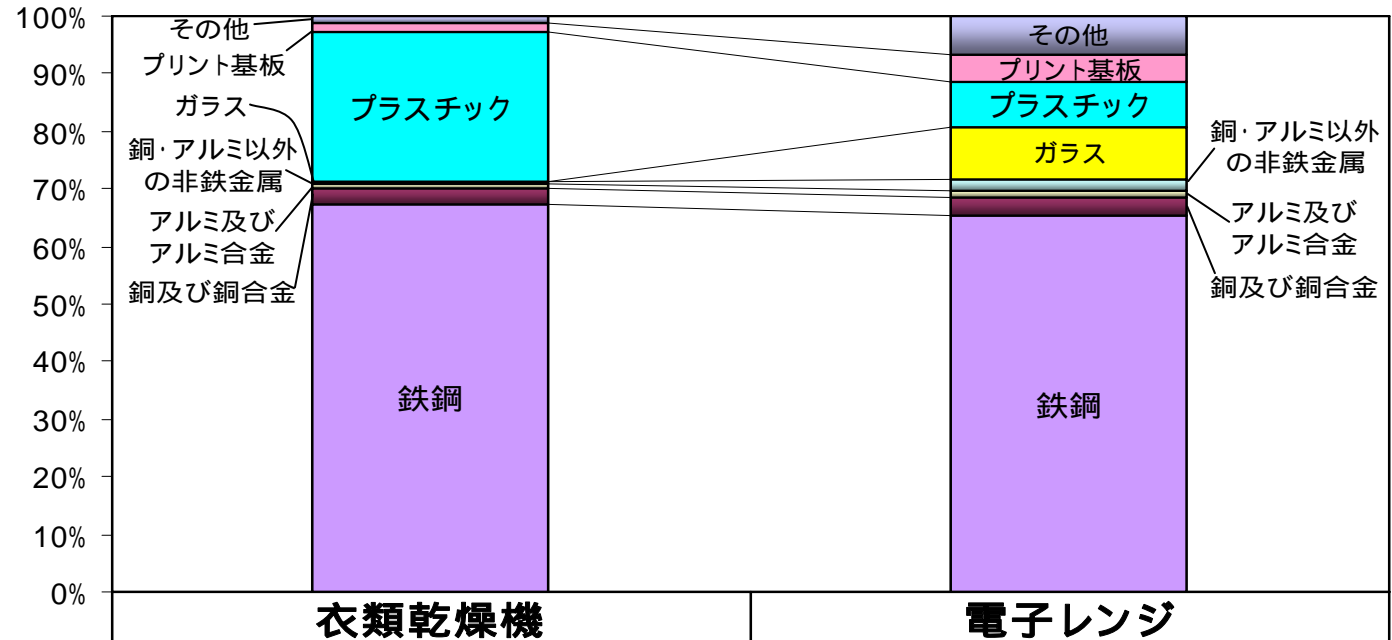 100%
90%
80%
70%
60%
50%
40%
30%
20%
10%
0%
その他
プリント基板
ガラス
銅・アルミ以外
の非鉄金属
アルミ及び
アルミ合金
銅及び銅合金
プラスチック
鉄鋼
その他
プリント基板
プラスチック
ガラス
鉄鋼
銅・アルミ以外
の非鉄金属
アルミ及び
アルミ合金
銅及び銅合金
衣類乾燥機
電子レンジ